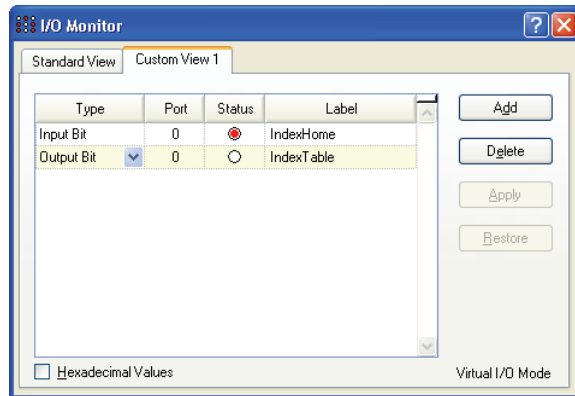 I/O Monitor
Standard View Custom View 1
Type Port Status Label
Input Bit 0 IndexHome
Output Bit 0 IndexTable
Add
Delete
Apply
Restore
Hexadecimal Values
Virtual I/O Mode